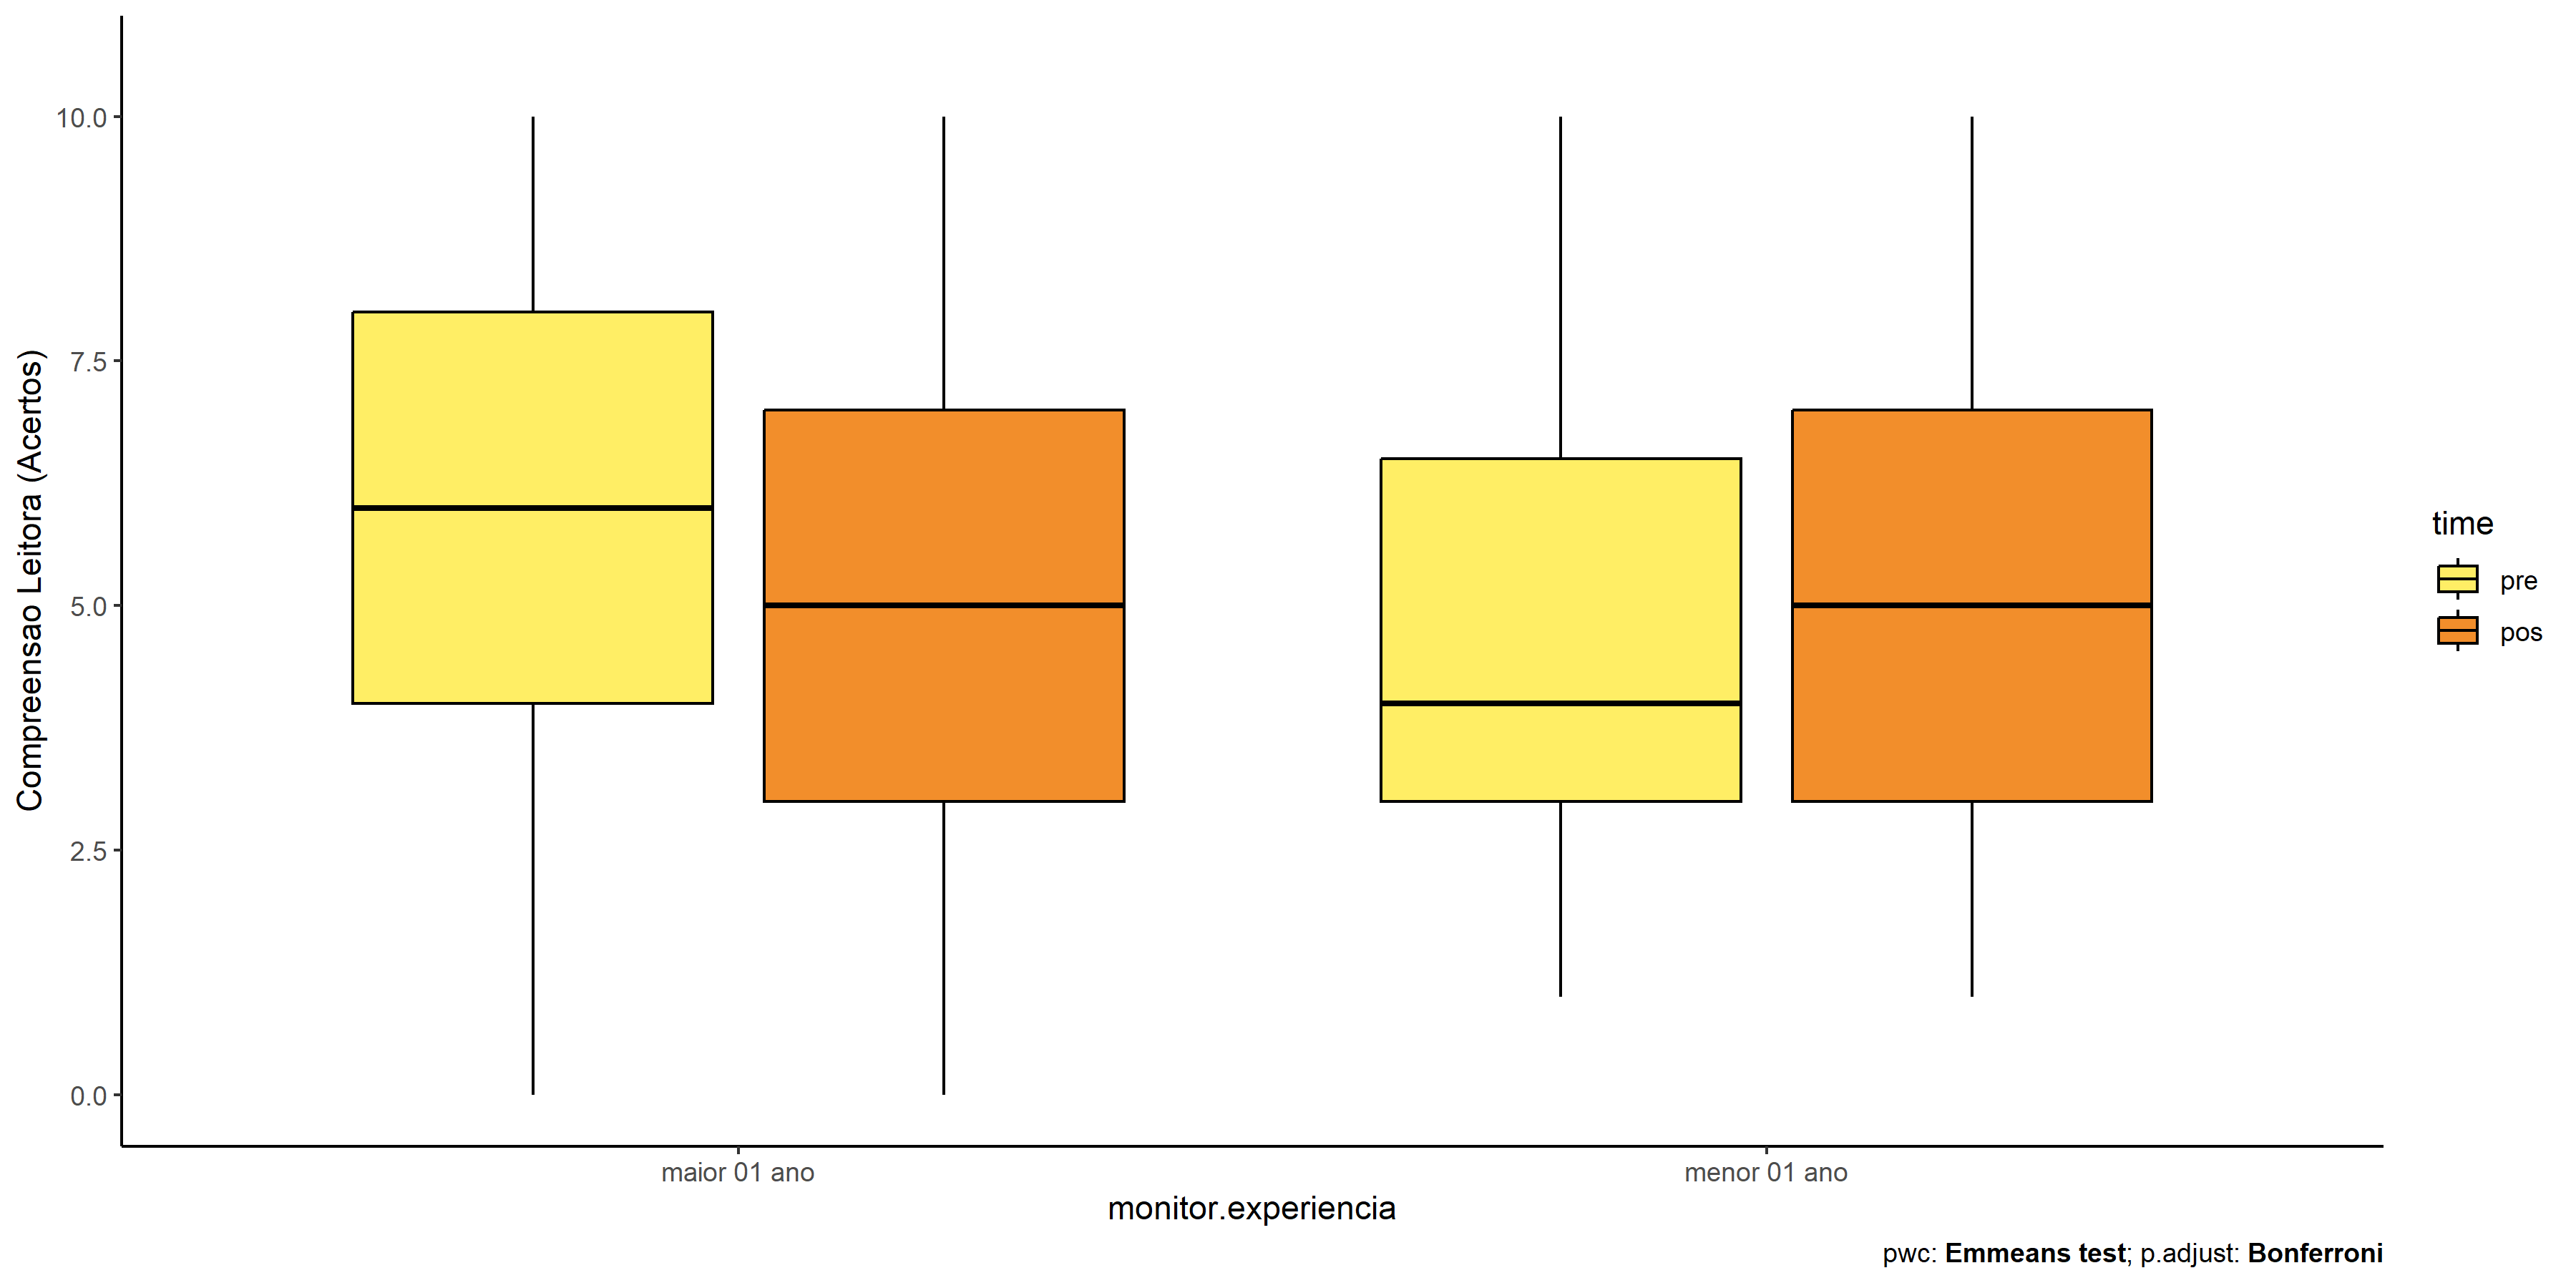 Compreensao Leitora (Acertos)
10.0
7.5
5.0
2.5
0.0
maior 01 ano
menor 01 ano
monitor.experiencia
time
pre
pos
pwc: Emmeans test; p.adjust: Bonferroni